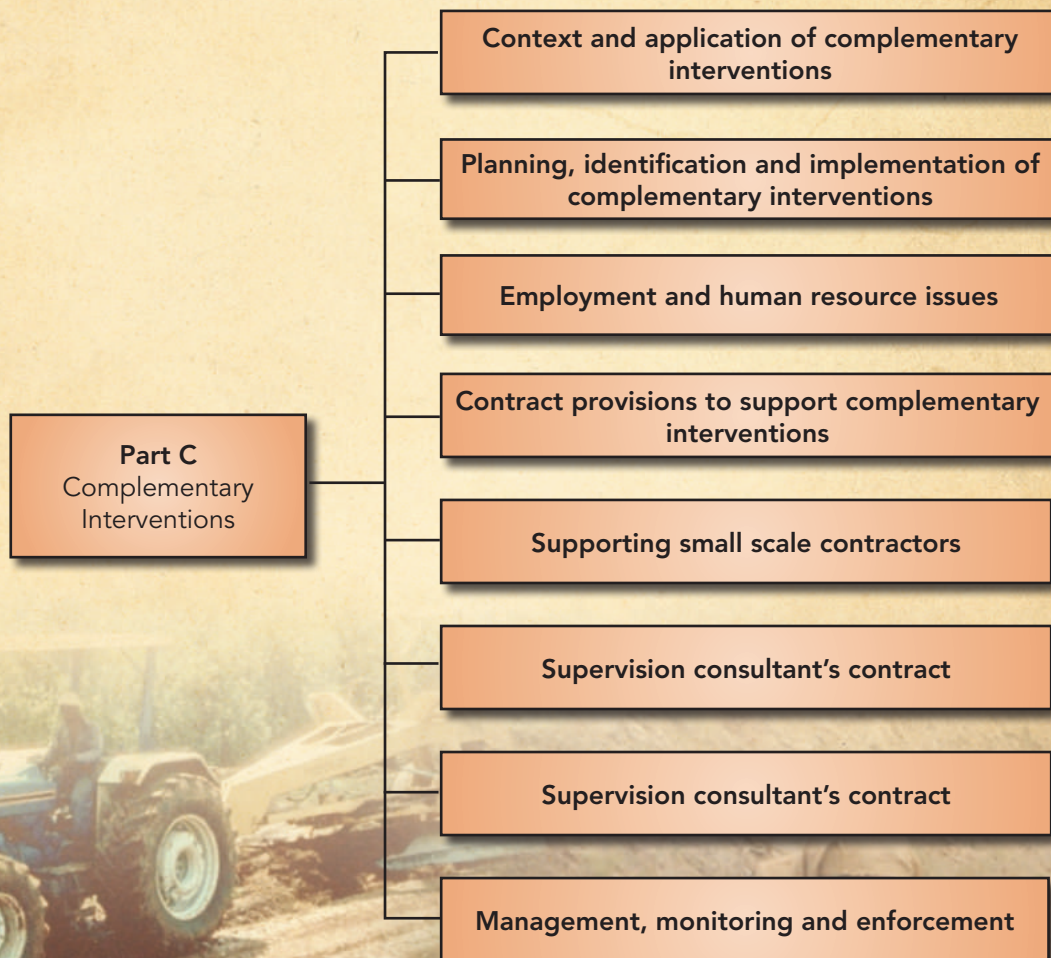 Context and application of complementary
interventions
Planning, identification and implementation of
complementary interventions
Employment and human resource issues
Contract provisions to support complementary
interventions
Part C
Complementary
Interventions
Supporting small scale contractors
Supervision consultant’s contract
Supervision consultant’s contract
Management, monitoring and enforcement